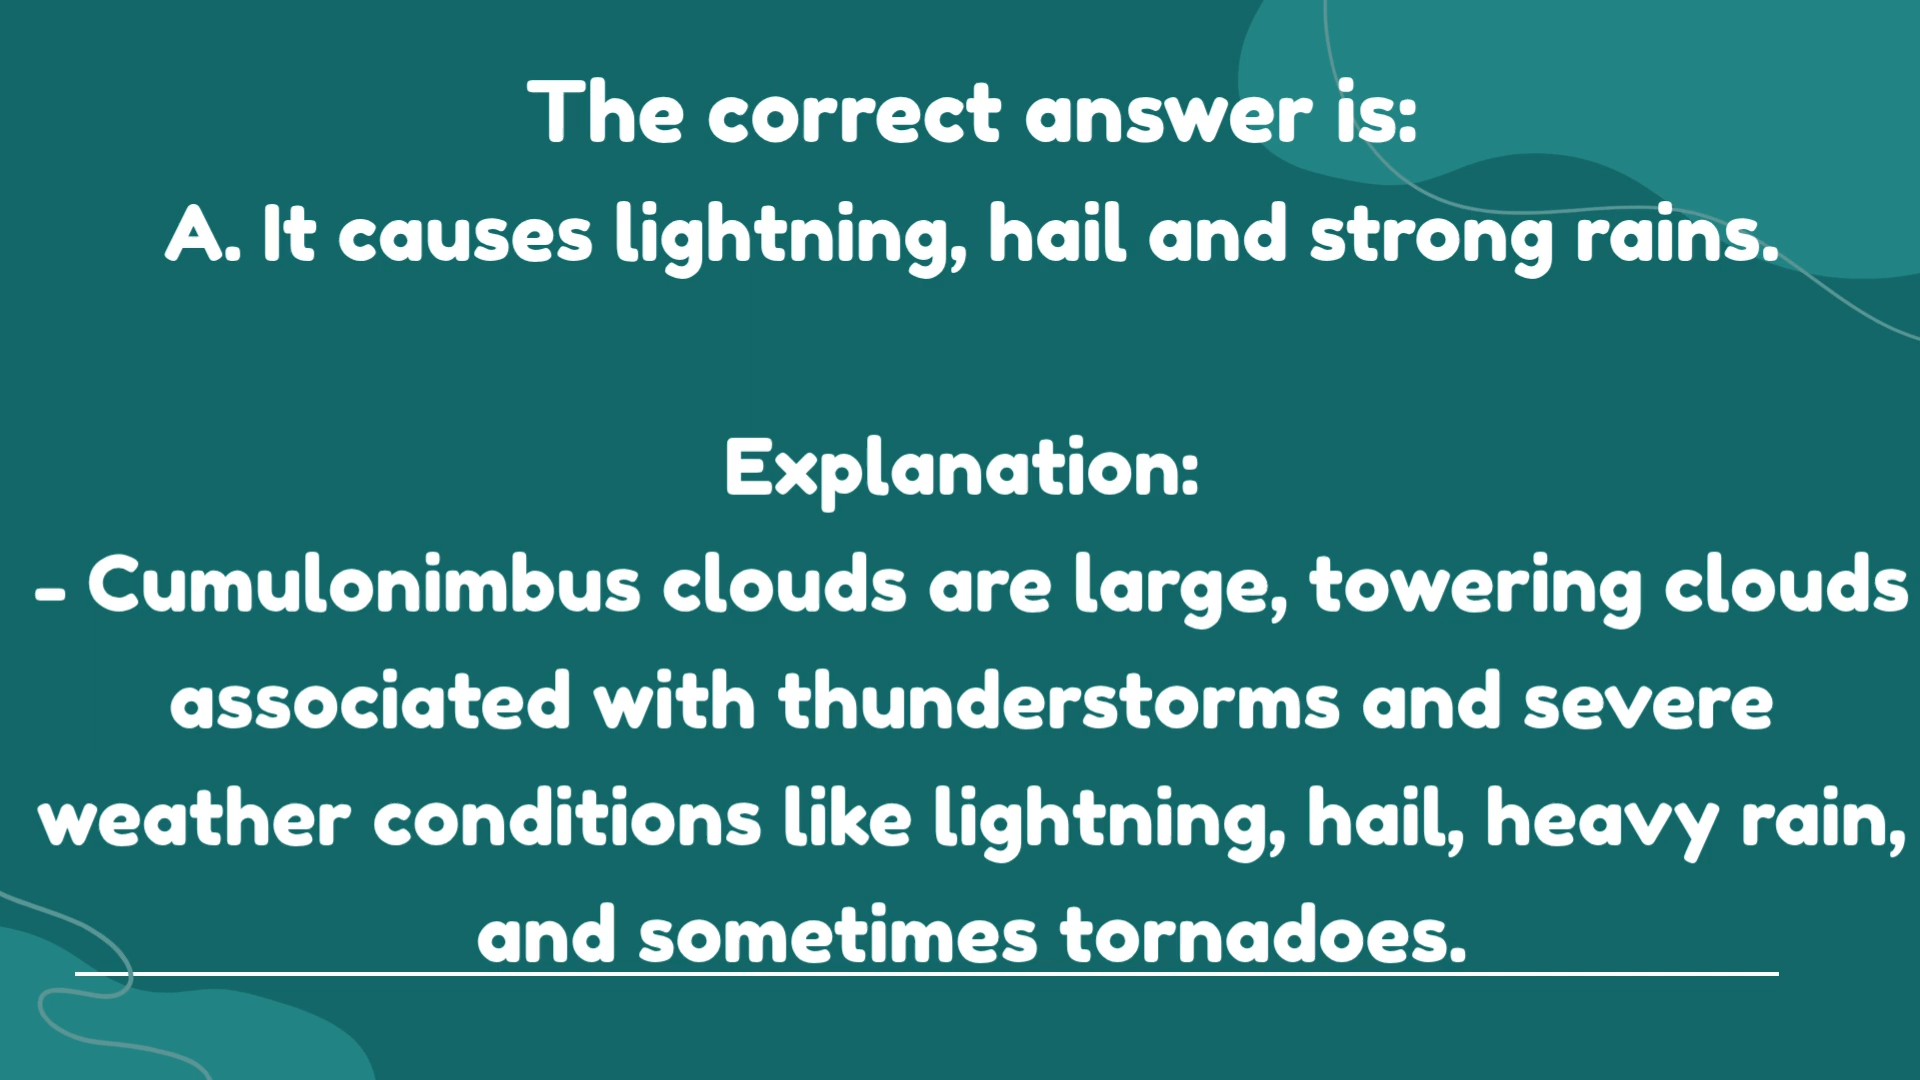 The correct answer is:
A. It causes lightning, hail and strong rains.
Explanation:
- Cumulonimbus clouds are large, towering clouds
associated with thunderstorms and severe
weather conditions like lightning, hail, heavy rain,
and sometimes tornadoes.